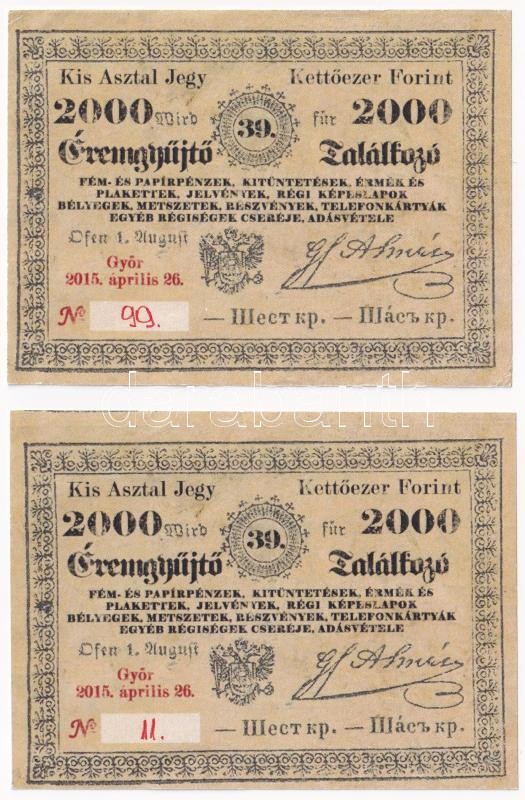 Kis Asztal Jegy Kettőezer Forint
2000 Wird 39. für 2000
Éremgyűjtő Találkozó
FÉM- ÉS PAPÍRPÉNZEK, KITÜNTETÉSEK, ÉRMÉK ÉS
PLAKETTEK, JELVÉNYEK, RÉGI KÉPESLAPOK
BÉLYEGEK, METSZETEK, RÉSZVÉNYEK, TELEFONKÁRTYÁK
EGYÉB RÉGISÉGEK CSERÉJE, ADÁSVÉTELE
Ofen 1. August
Győr
2015. április 26.
№ 99. — Шест кр. — Шáсъ кр.
darabanth
Kis Asztal Jegy Kettőezer Forint
2000 Wird 39. für 2000
Éremgyűjtő Találkozó
FÉM- ÉS PAPÍRPÉNZEK, KITÜNTETÉSEK, ÉRMÉK ÉS
PLAKETTEK, JELVÉNYEK, RÉGI KÉPESLAPOK
BÉLYEGEK, METSZETEK, RÉSZVÉNYEK, TELEFONKÁRTYÁK
EGYÉB RÉGISÉGEK CSERÉJE, ADÁSVÉTELE
Ofen 1. August
Győr
2015. április 26.
№ 11. — Шест кр. — Шáсъ кр.